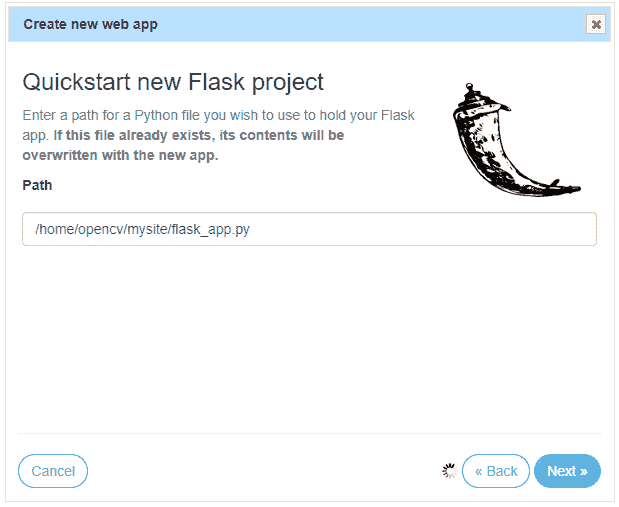 Create new web app
Quickstart new Flask project
Enter a path for a Python file you wish to use to hold your Flask
app. If this file already exists, its contents will be
overwritten with the new app.
Path
/home/opencv/mysite/flask_app.py
Cancel
« Back
Next »